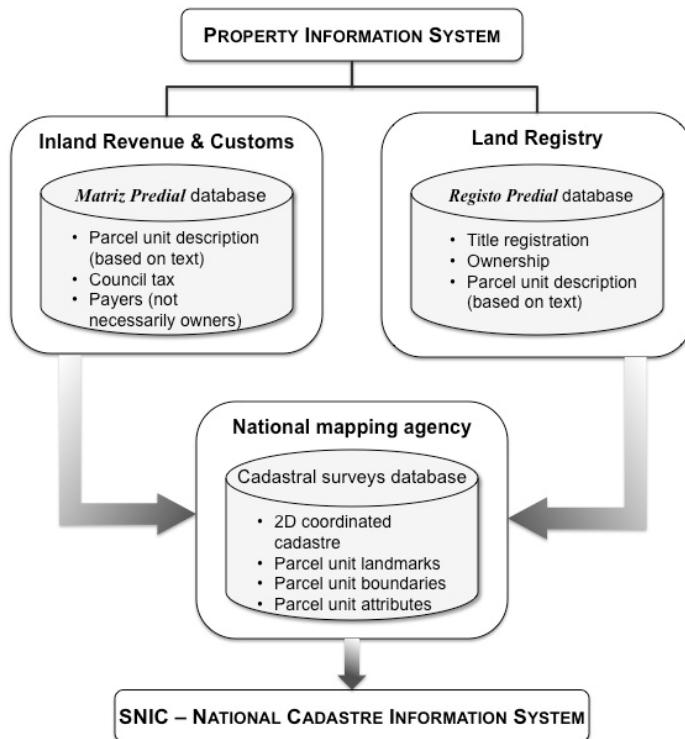 PROPERTY INFORMATION SYSTEM
Inland Revenue & Customs
Matriz Predial database
• Parcel unit description
(based on text)
• Council tax
• Payers (not
necessarily owners)
Land Registry
Registo Predial database
• Title registration
• Ownership
• Parcel unit description
(based on text)
National mapping agency
Cadastral surveys database
• 2D coordinated
cadastre
• Parcel unit landmarks
• Parcel unit boundaries
• Parcel unit attributes
SNIC – NATIONAL CADASTRE INFORMATION SYSTEM